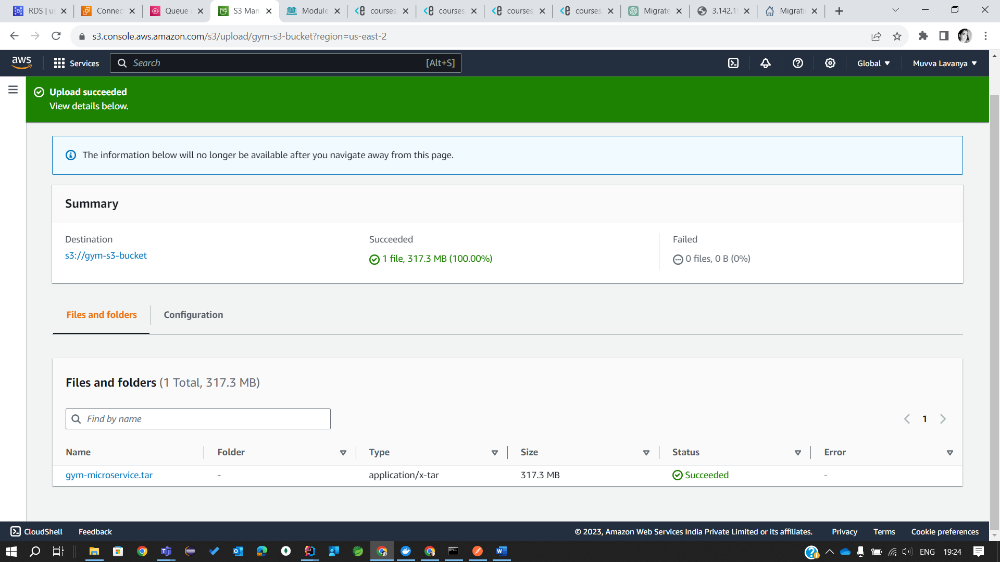 RDS | us
Connec
Queue c
S3 Man
Module
courses.
courses.
courses.
courses.
Migrate
3.142.19
Migrati
s3.console.aws.amazon.com/s3/upload/gym-s3-bucket?region=us-east-2
aws
Services
Search
[Alt+S]
Global
Muvva Lavanya
Upload succeeded
View details below.
The information below will no longer be available after you navigate away from this page.
Summary
Destination
s3://gym-s3-bucket
Succeeded
1 file, 317.3 MB (100.00%)
Failed
0 files, 0 B (0%)
Files and folders
Configuration
Files and folders (1 Total, 317.3 MB)
Find by name
1
Name
Folder
Type
Size
Status
Error
gym-microservice.tar
-
application/x-tar
317.3 MB
Succeeded
-
CloudShell
Feedback
© 2023, Amazon Web Services India Private Limited or its affiliates.
Privacy
Terms
Cookie preferences
ENG
19:24